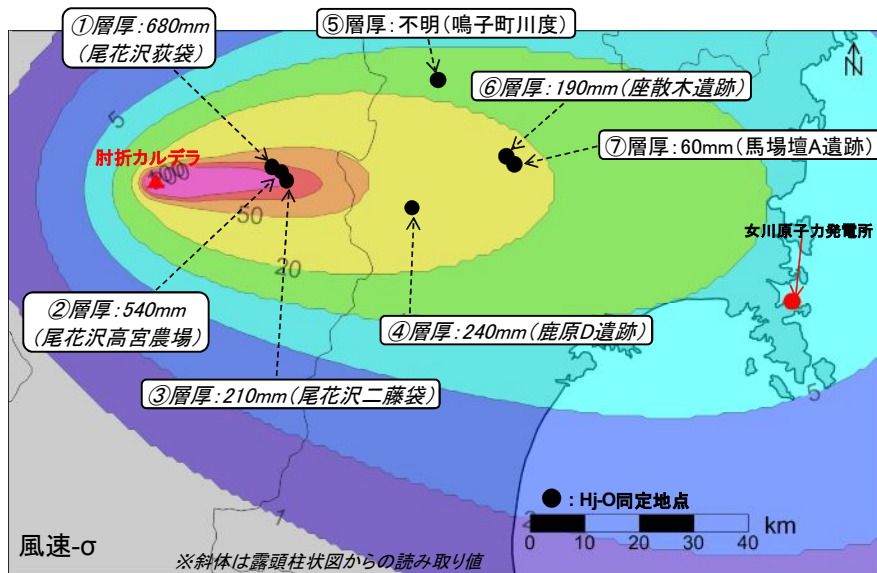 ①層厚：680mm
（尾花沢荻袋）
⑤層厚：不明（鳴子町川度）
N
⑥層厚：190mm（座散木遺跡）
5
肘折カルデラ
100
⑦層厚：60mm（馬場壇A遺跡）
50
女川原子力発電所
20
②層厚：540mm
（尾花沢高宮農場）
④層厚：240mm（鹿原D遺跡）
③層厚：210mm（尾花沢二藤袋）
5
●：Hj-O同定地点
1
2
0 10 20 30 40 km
風速-σ
※斜体は露頭柱状図からの読み取り値